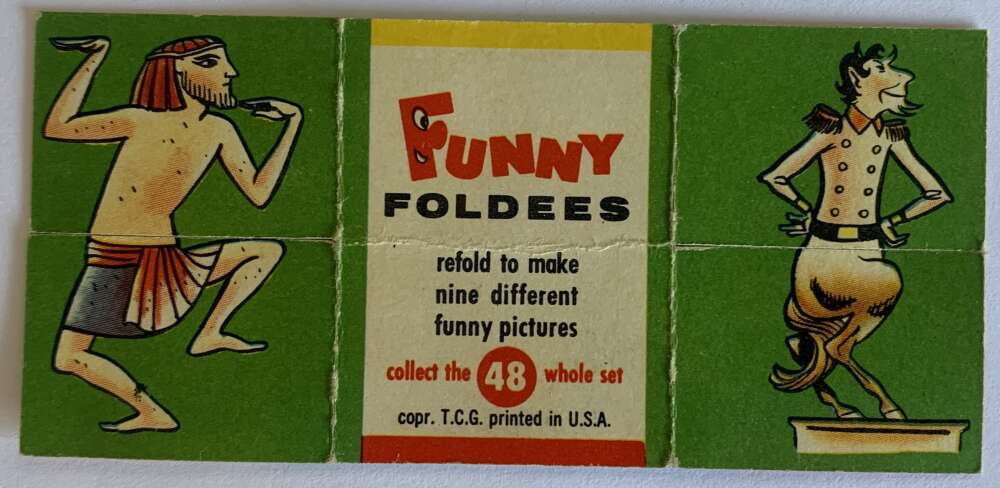 FUNNY
FOLDEES
refold to make
nine different
funny pictures
collect the 48 whole set
copr. T.C.G. printed in U.S.A.